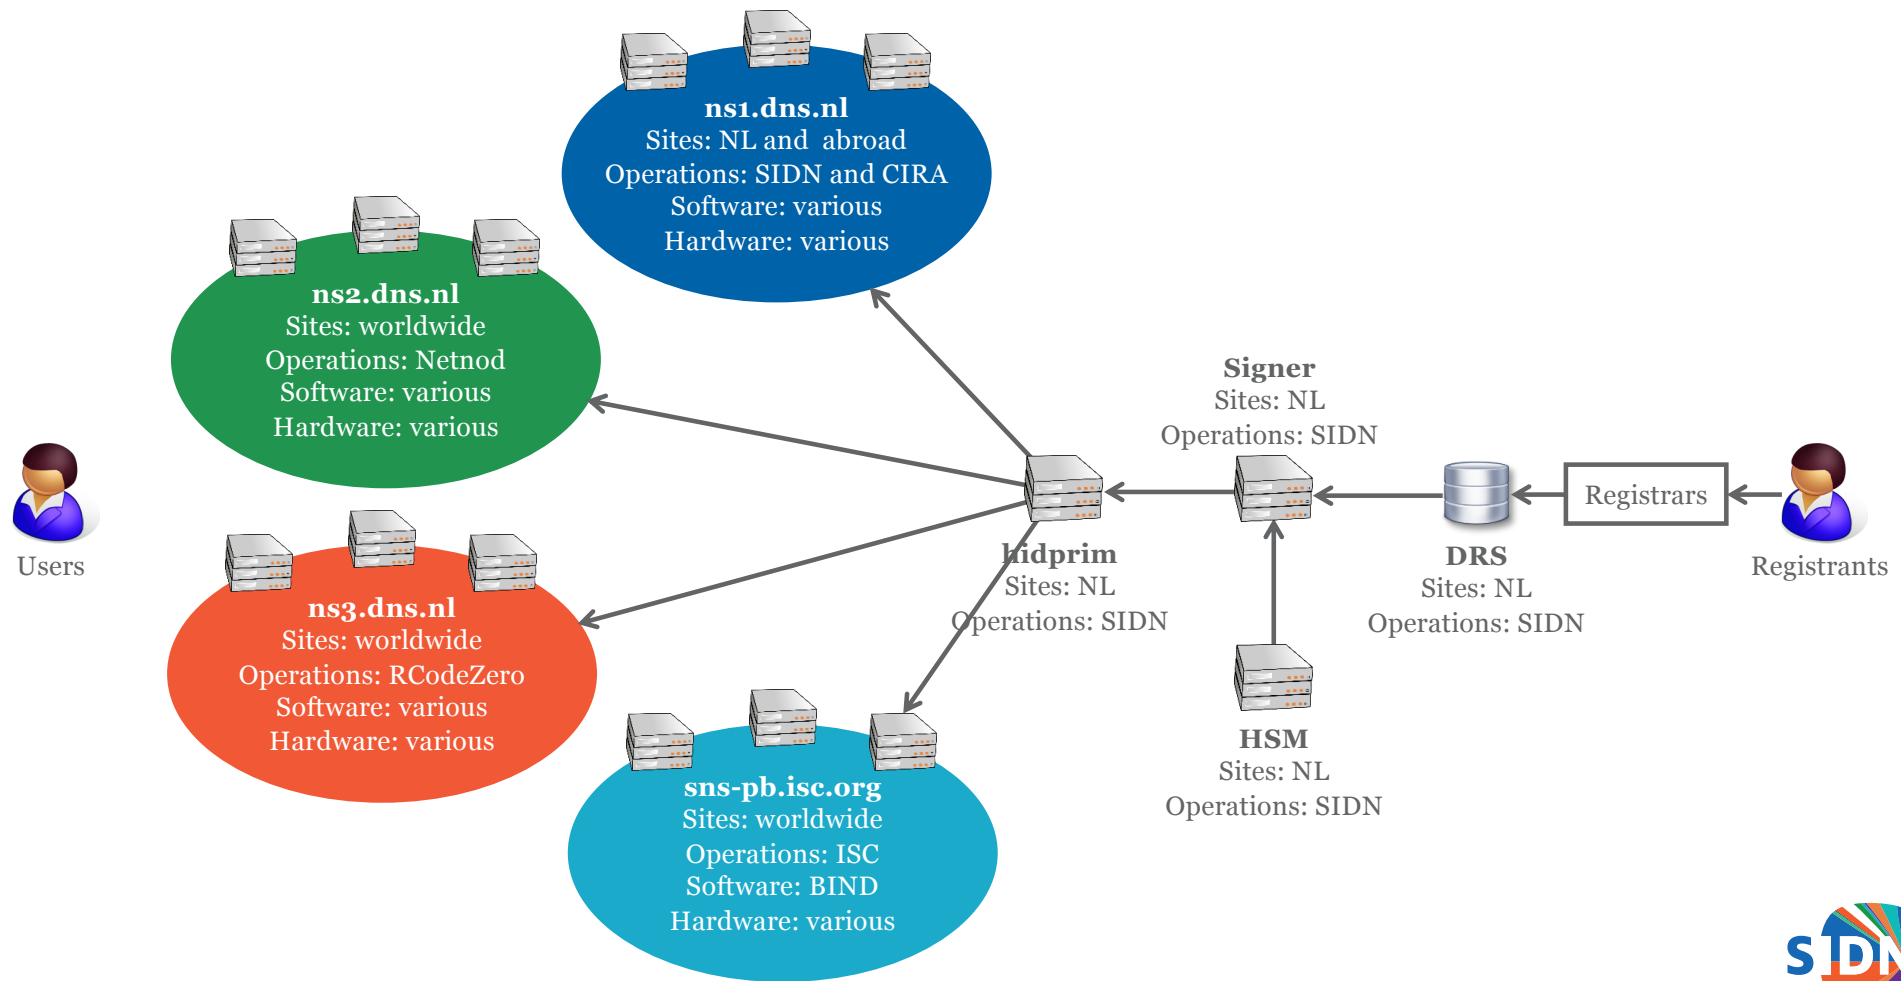 ns1.dns.nl
Sites: NL and abroad
Operations: SIDN and CIRA
Software: various
Hardware: various
ns2.dns.nl
Sites: worldwide
Operations: Netnod
Software: various
Hardware: various
ns3.dns.nl
Sites: worldwide
Operations: RCodeZero
Software: various
Hardware: various
sns-pb.isc.org
Sites: worldwide
Operations: ISC
Software: BIND
Hardware: various
Users
hidprim
Sites: NL
Operations: SIDN
Signer
Sites: NL
Operations: SIDN
HSM
Sites: NL
Operations: SIDN
DRS
Sites: NL
Operations: SIDN
Registrars
Registrants
SIDN